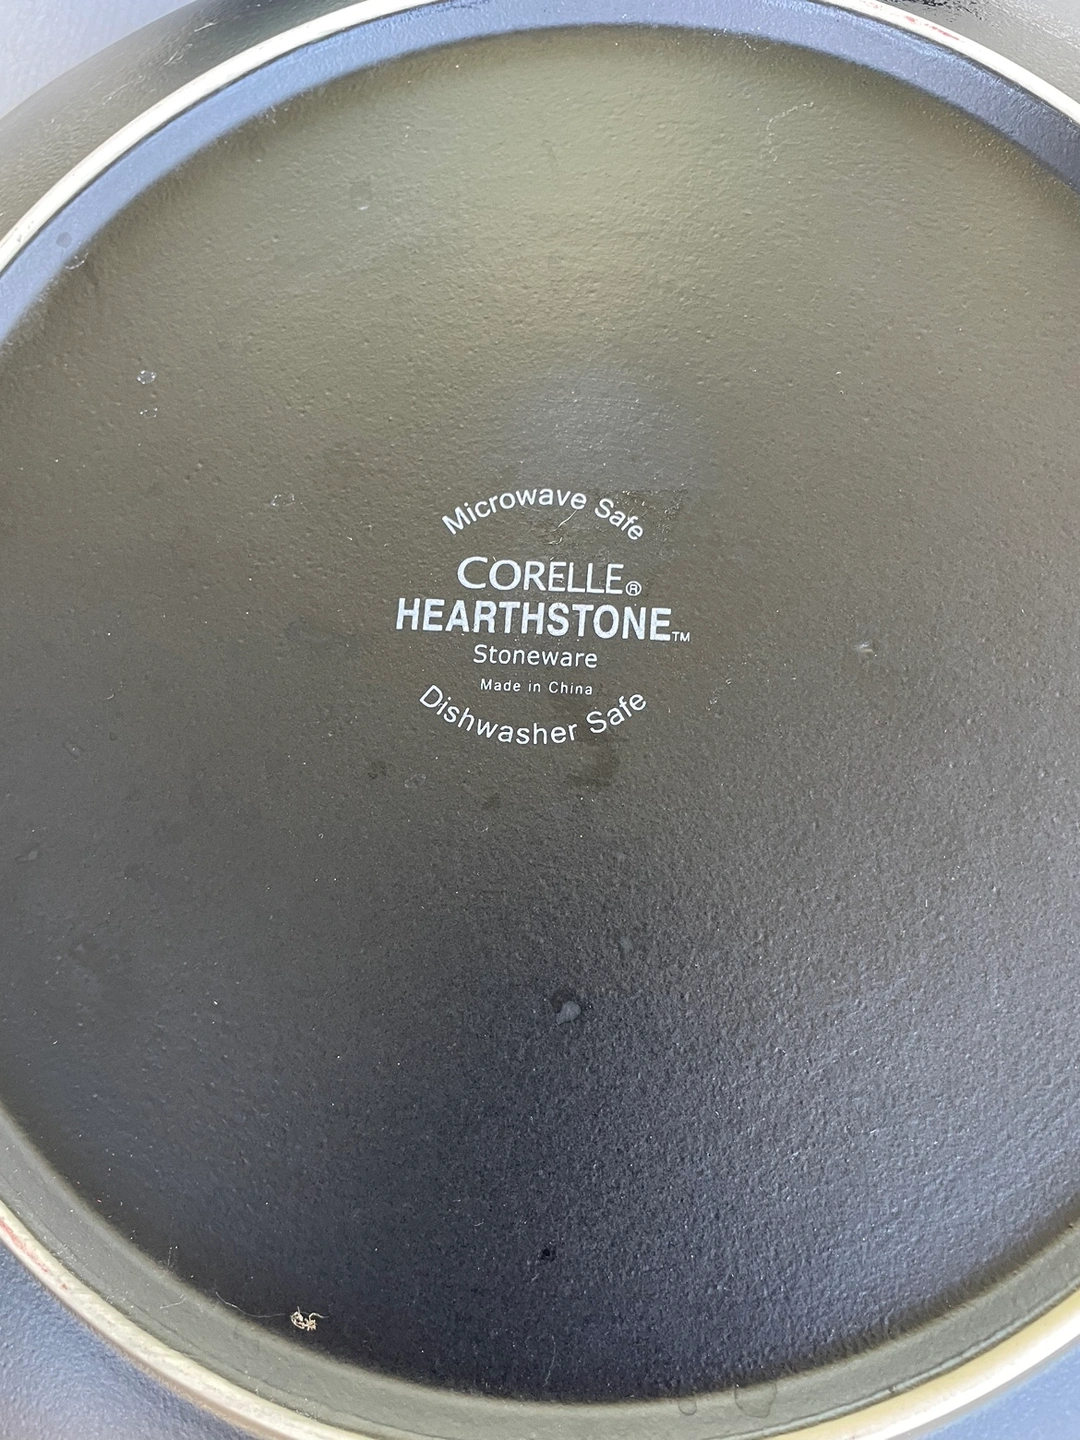 Microwave Safe
CORELLE®
HEARTHSTONE™
Stoneware
Made in China
Dishwasher Safe